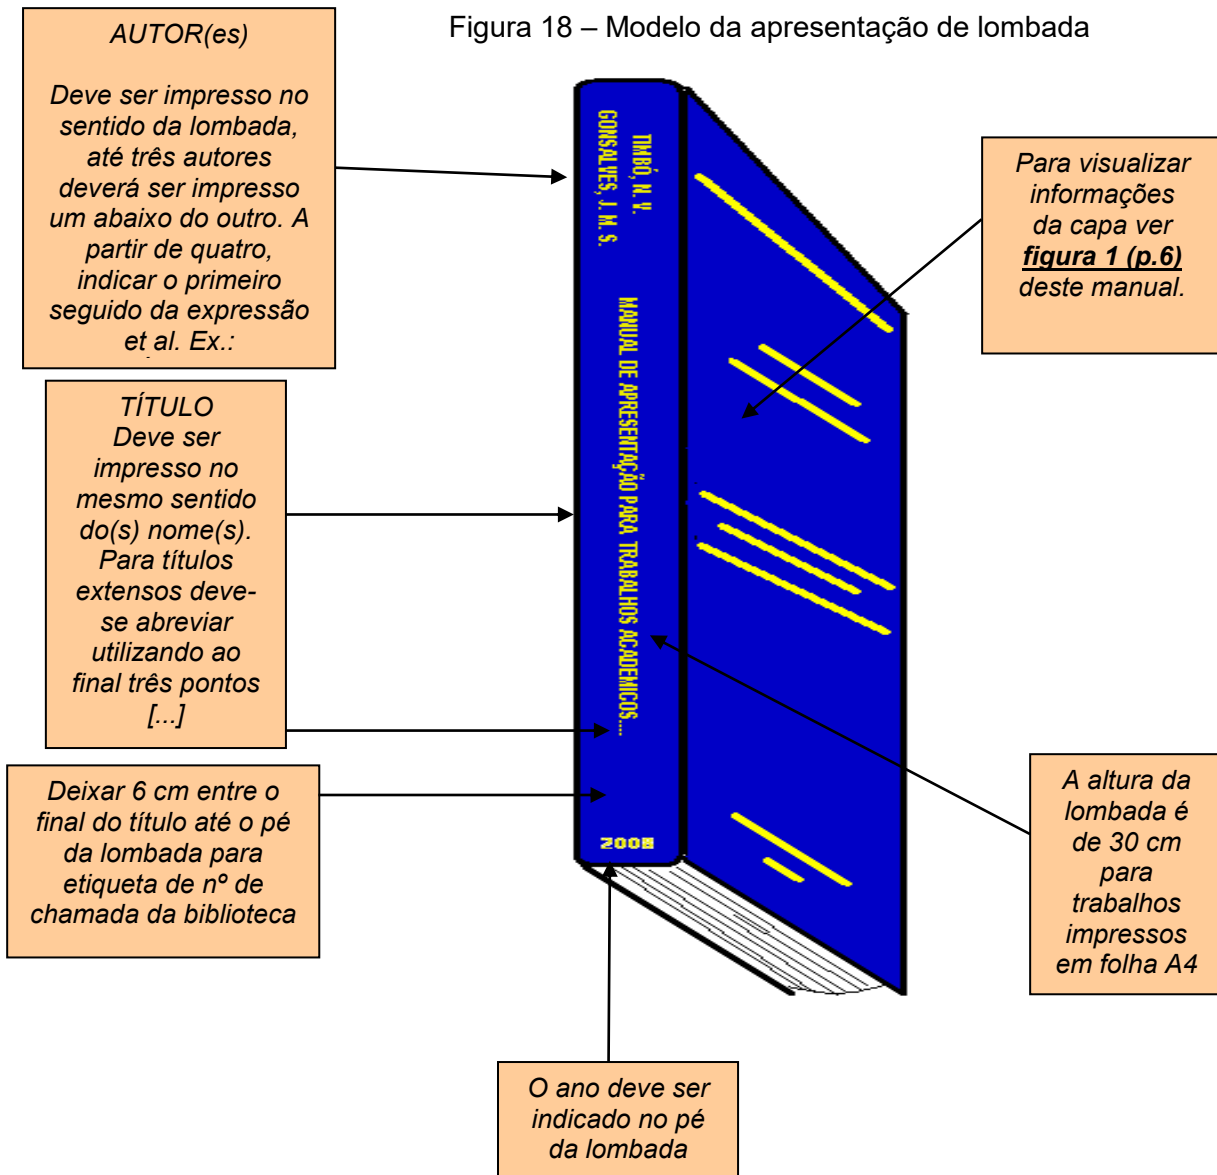 Figura 18 – Modelo da apresentação de lombada
AUTOR(es)
Deve ser impresso no
sentido da lombada,
até três autores
deverá ser impresso
um abaixo do outro. A
partir de quatro,
indicar o primeiro
seguido da expressão
et al. Ex.:
TÍTULO
Deve ser
impresso no
mesmo sentido
do(s) nome(s).
Para títulos
extensos deve-
se abreviar
utilizando ao
final três pontos
[...]
Deixar 6 cm entre o
final do título até o pé
da lombada para
etiqueta de nº de
chamada da biblioteca
TIMBÓ, N. V.
GONSALVES, J. M. S.
MANUAL DE APRESENTAÇÃO PARA TRABALHOS ACADEMICOS....
Para visualizar
informações
da capa ver
figura 1 (p.6)
deste manual.
A altura da
lombada é
de 30 cm
para
trabalhos
impressos
em folha A4
O ano deve ser
indicado no pé
da lombada